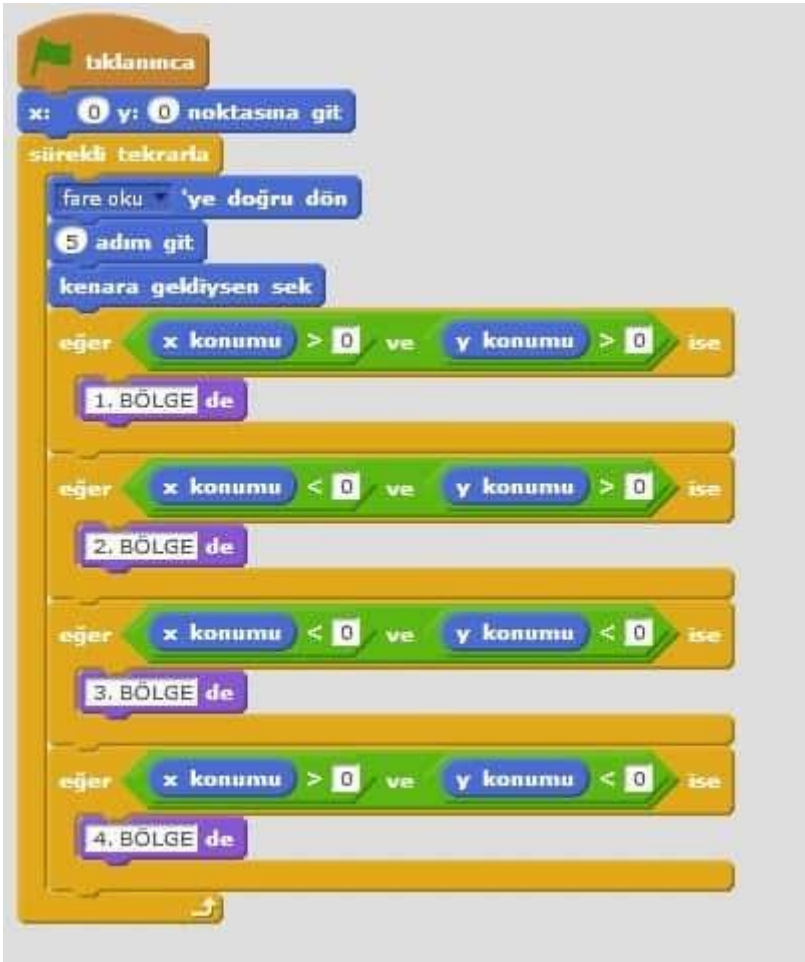 tıklanınca
x: 0 y: 0 noktasına git
sürekli tekrarla
fare oku 'ye doğru dön
5 adım git
kenara geldiysen sek
eğer x konumu > 0 ve y konumu > 0 ise
1. BÖLGE de
eğer x konumu < 0 ve y konumu > 0 ise
2. BÖLGE de
eğer x konumu < 0 ve y konumu < 0 ise
3. BÖLGE de
eğer x konumu > 0 ve y konumu < 0 ise
4. BÖLGE de